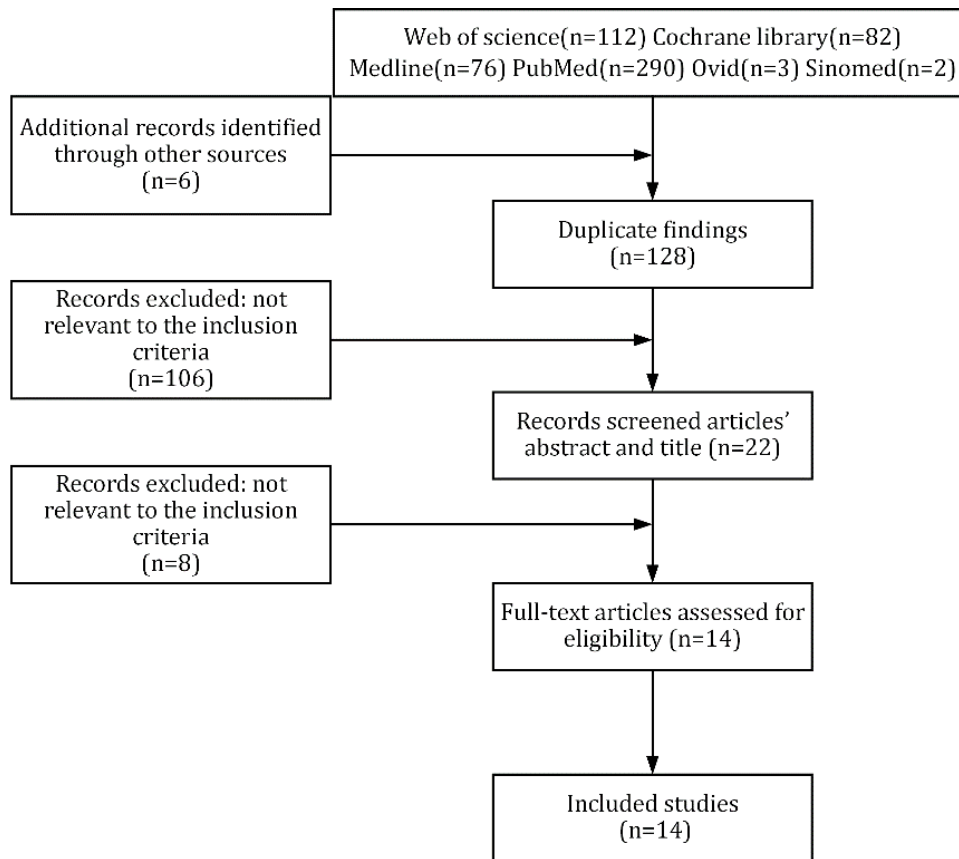 Web of science(n=112) Cochrane library(n=82)
Medline(n=76) PubMed(n=290) Ovid(n=3) Sinomed(n=2)
Additional records identified
through other sources
(n=6)
Duplicate findings
(n=128)
Records excluded: not
relevant to the inclusion
criteria
(n=106)
Records screened articles’
abstract and title (n=22)
Records excluded: not
relevant to the inclusion
criteria
(n=8)
Full-text articles assessed for
eligibility (n=14)
Included studies
(n=14)